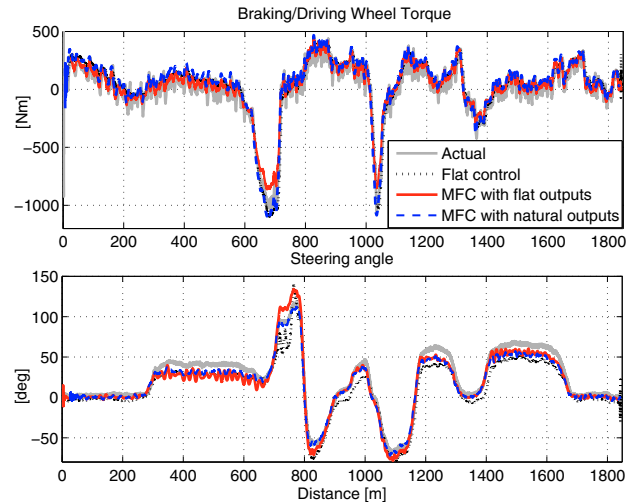 Braking/Driving Wheel Torque
[Nm]
500
0
−500
−1000
Actual
Flat control
MFC with flat outputs
MFC with natural outputs
0 200 400 600 800 1000 1200 1400 1600 1800
Steering angle
[deg]
150
100
50
0
−50
0 200 400 600 800 1000 1200 1400 1600 1800
Distance [m]